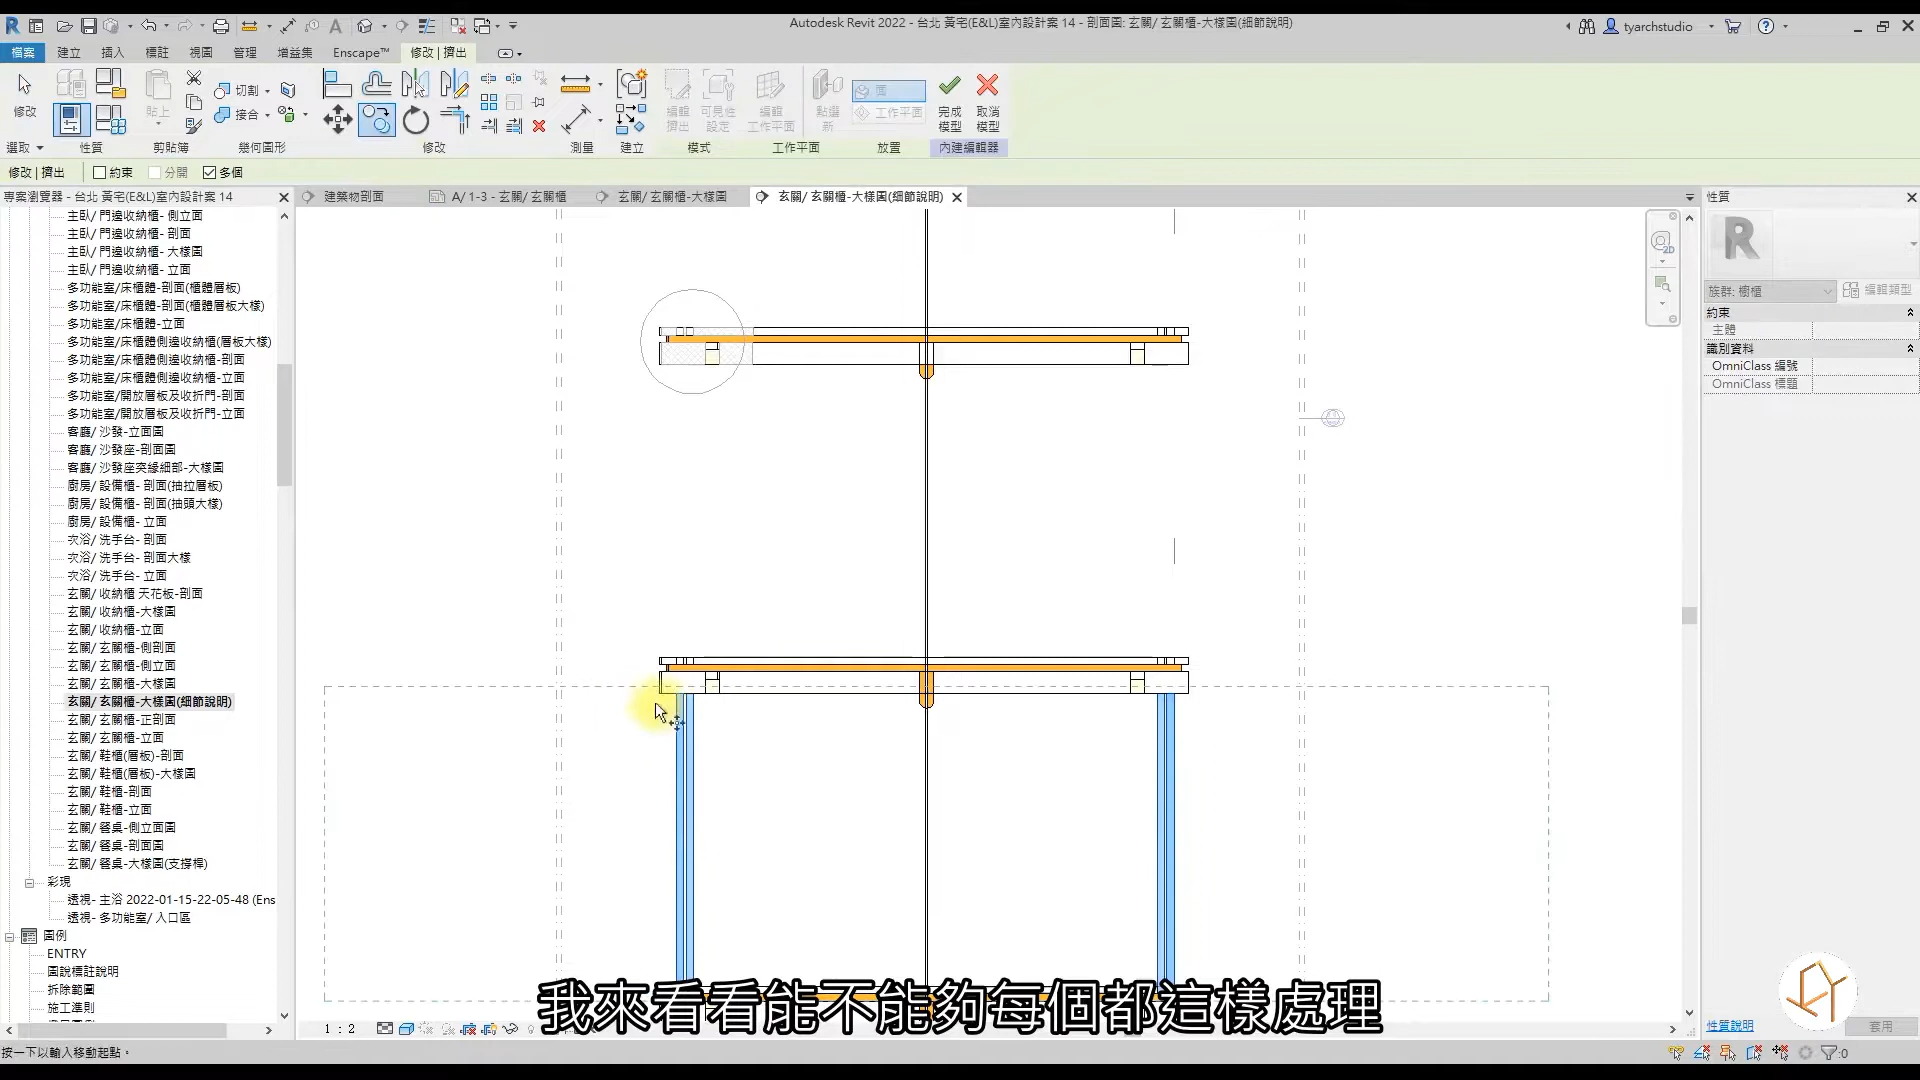 Autodesk Revit 2022 - 台北 黃宅(E&L)室內設計案 14 - 剖面圖: 玄關/ 玄關櫃-大樣圖(細節說明)
tyarchstudio
檔案 建立 插入 標註 視圖 管理 增益集 Enscape™ 修改 | 擠出
修改 貼上 切割 接合 編輯擠出 可見性設定 編輯工作平面 點選新 面 工作平面 完成模型 取消模型
選取 性質 剪貼簿 幾何圖形 修改 測量 建立 模式 工作平面 放置 內建編輯器
修改 | 擠出 約束 分開 多個
專案瀏覽器 - 台北 黃宅(E&L)室內設計案 14
建築物剖面 A/ 1-3 - 玄關/ 玄關櫃 玄關/ 玄關櫃-大樣圖 玄關/ 玄關櫃-大樣圖(細節說明)
主臥/ 門邊收納櫃- 側立面
主臥/ 門邊收納櫃- 剖面
主臥/ 門邊收納櫃- 大樣圖
主臥/ 門邊收納櫃- 立面
多功能室/床櫃體-剖面(櫃體層板)
多功能室/床櫃體-剖面(櫃體層板大樣)
多功能室/床櫃體-立面
多功能室/床櫃體側邊收納櫃(層板大樣)
多功能室/床櫃體側邊收納櫃-剖面
多功能室/床櫃體側邊收納櫃-立面
多功能室/開放層板及收折門-剖面
多功能室/開放層板及收折門-立面
客廳/ 沙發-立面圖
客廳/ 沙發座-剖面圖
客廳/ 沙發座突緣細部-大樣圖
廚房/ 設備櫃- 剖面(抽拉層板)
廚房/ 設備櫃- 剖面(抽頭大樣)
廚房/ 設備櫃- 立面
次浴/ 洗手台- 剖面
次浴/ 洗手台- 剖面大樣
次浴/ 洗手台- 立面
玄關/ 收納櫃 天花板-剖面
玄關/ 收納櫃-大樣圖
玄關/ 收納櫃-立面
玄關/ 玄關櫃-側剖面
玄關/ 玄關櫃-側立面
玄關/ 玄關櫃-大樣圖
玄關/ 玄關櫃-大樣圖(細節說明)
玄關/ 玄關櫃-正剖面
玄關/ 玄關櫃-立面
玄關/ 鞋櫃(層板)-剖面
玄關/ 鞋櫃(層板)-大樣圖
玄關/ 鞋櫃-剖面
玄關/ 鞋櫃-立面
玄關/ 餐桌-側立面圖
玄關/ 餐桌-剖面圖
玄關/ 餐桌-大樣圖(支撐桿)
彩現
透視- 主浴 2022-01-15-22-05-48 (Ens
透視- 多功能室/ 入口區
圖例
ENTRY
圖說標註說明
拆除範圍
施工準則
2D
性質
族群: 櫥櫃
編輯類型
約束
主體
識別資料
OmniClass 編號
OmniClass 標題
性質說明
套用
1 : 2
我來看看能不能夠每個都這樣處理
按一下以輸入移動起點。
:0